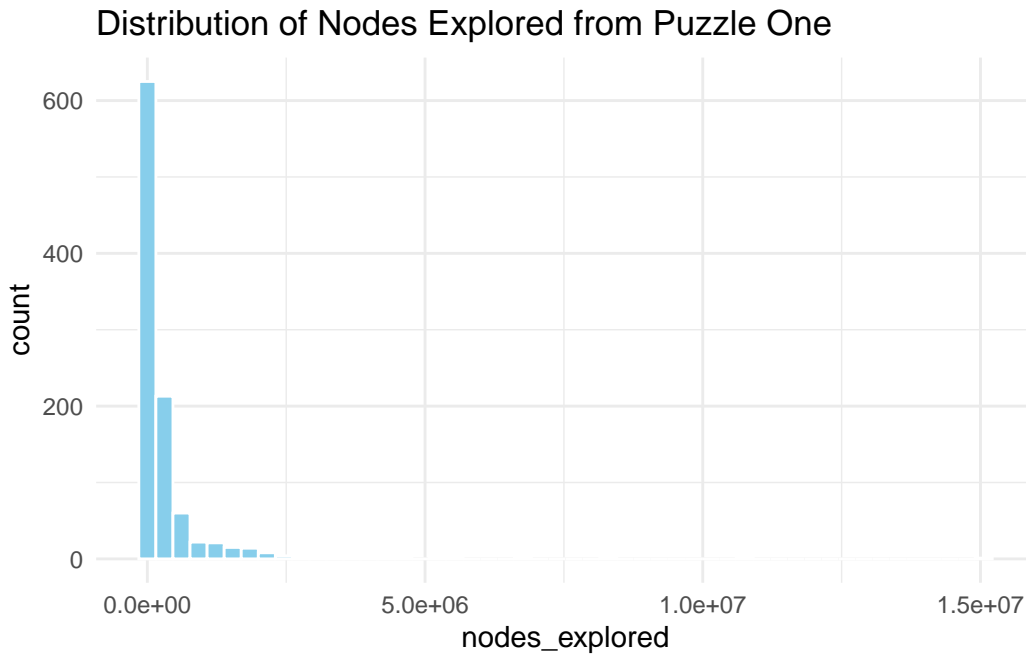 Distribution of Nodes Explored from Puzzle One
600
400
200
0
count
0.0e+00 5.0e+06 1.0e+07 1.5e+07
nodes_explored